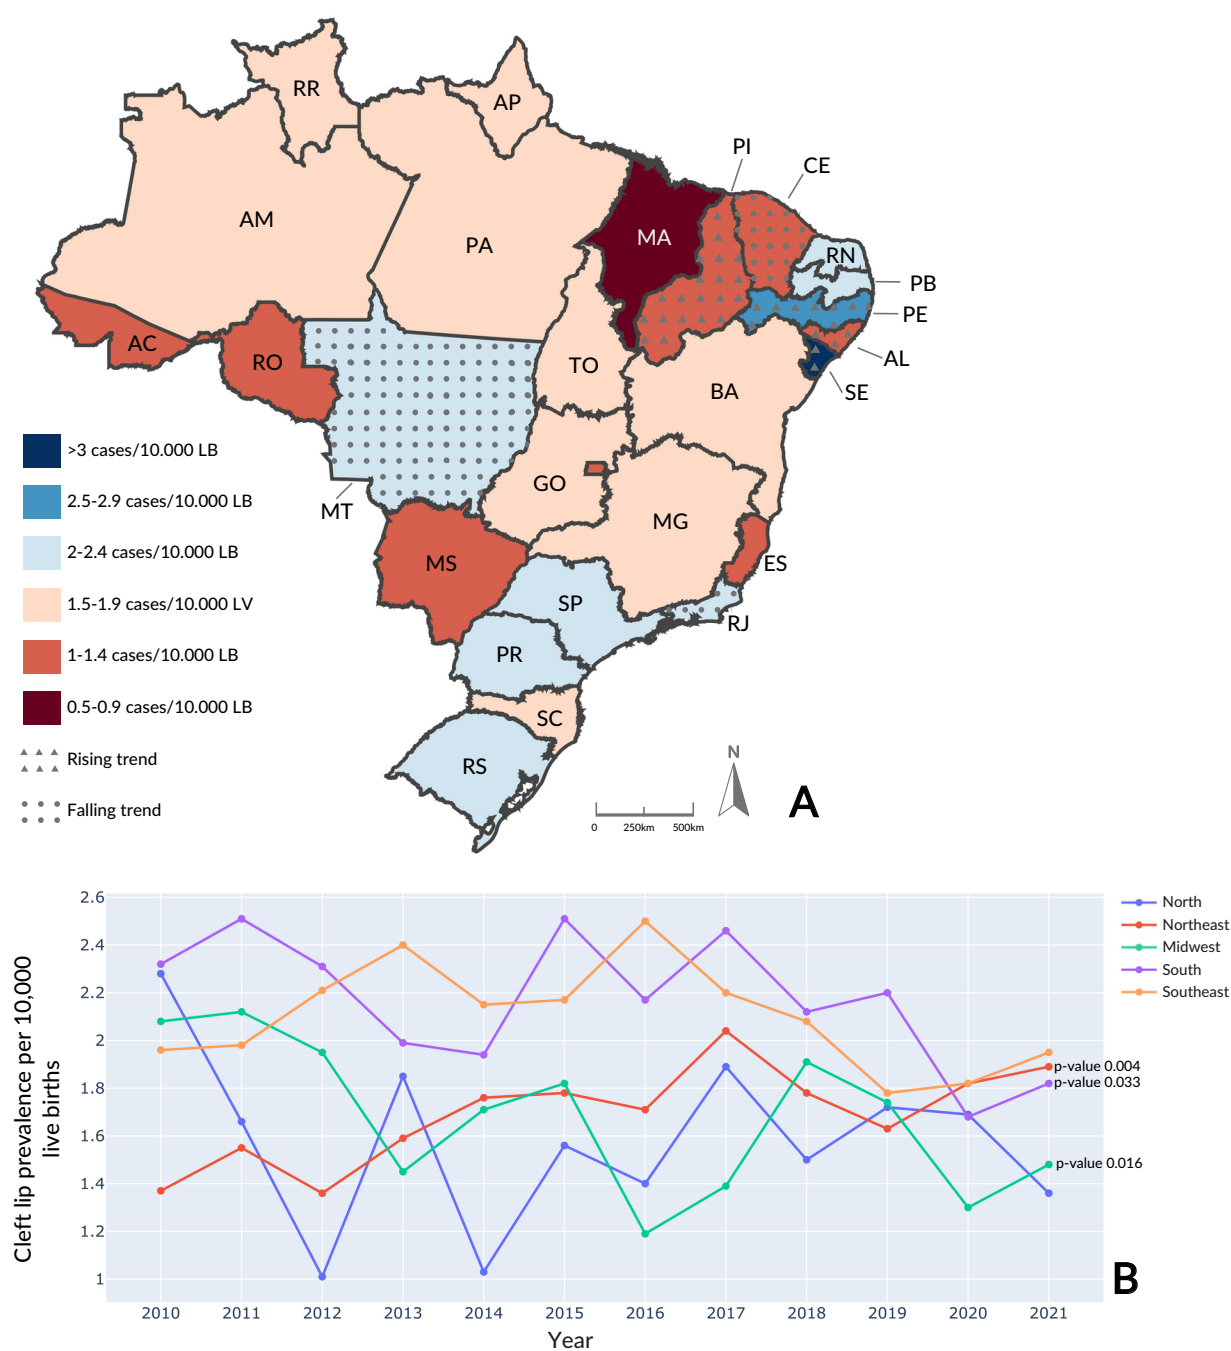 RR
AP
PI
CE
AM
PA
MA
RN
PB
PE
AC
RO
TO
BA
AL
SE
MT
GO
MG
MS
ES
SP
RJ
PR
SC
RS
>3 cases/10.000 LB
2.5-2.9 cases/10.000 LB
2-2.4 cases/10.000 LB
1.5-1.9 cases/10.000 LV
1-1.4 cases/10.000 LB
0.5-0.9 cases/10.000 LB
Rising trend
Falling trend
N
0 250km 500km
A
Cleft lip prevalence per 10,000
live births
2.6
2.4
2.2
2
1.8
1.6
1.4
1.2
1
2010 2011 2012 2013 2014 2015 2016 2017 2018 2019 2020 2021
Year
p-value 0.004
p-value 0.033
p-value 0.016
North
Northeast
Midwest
South
Southeast
B